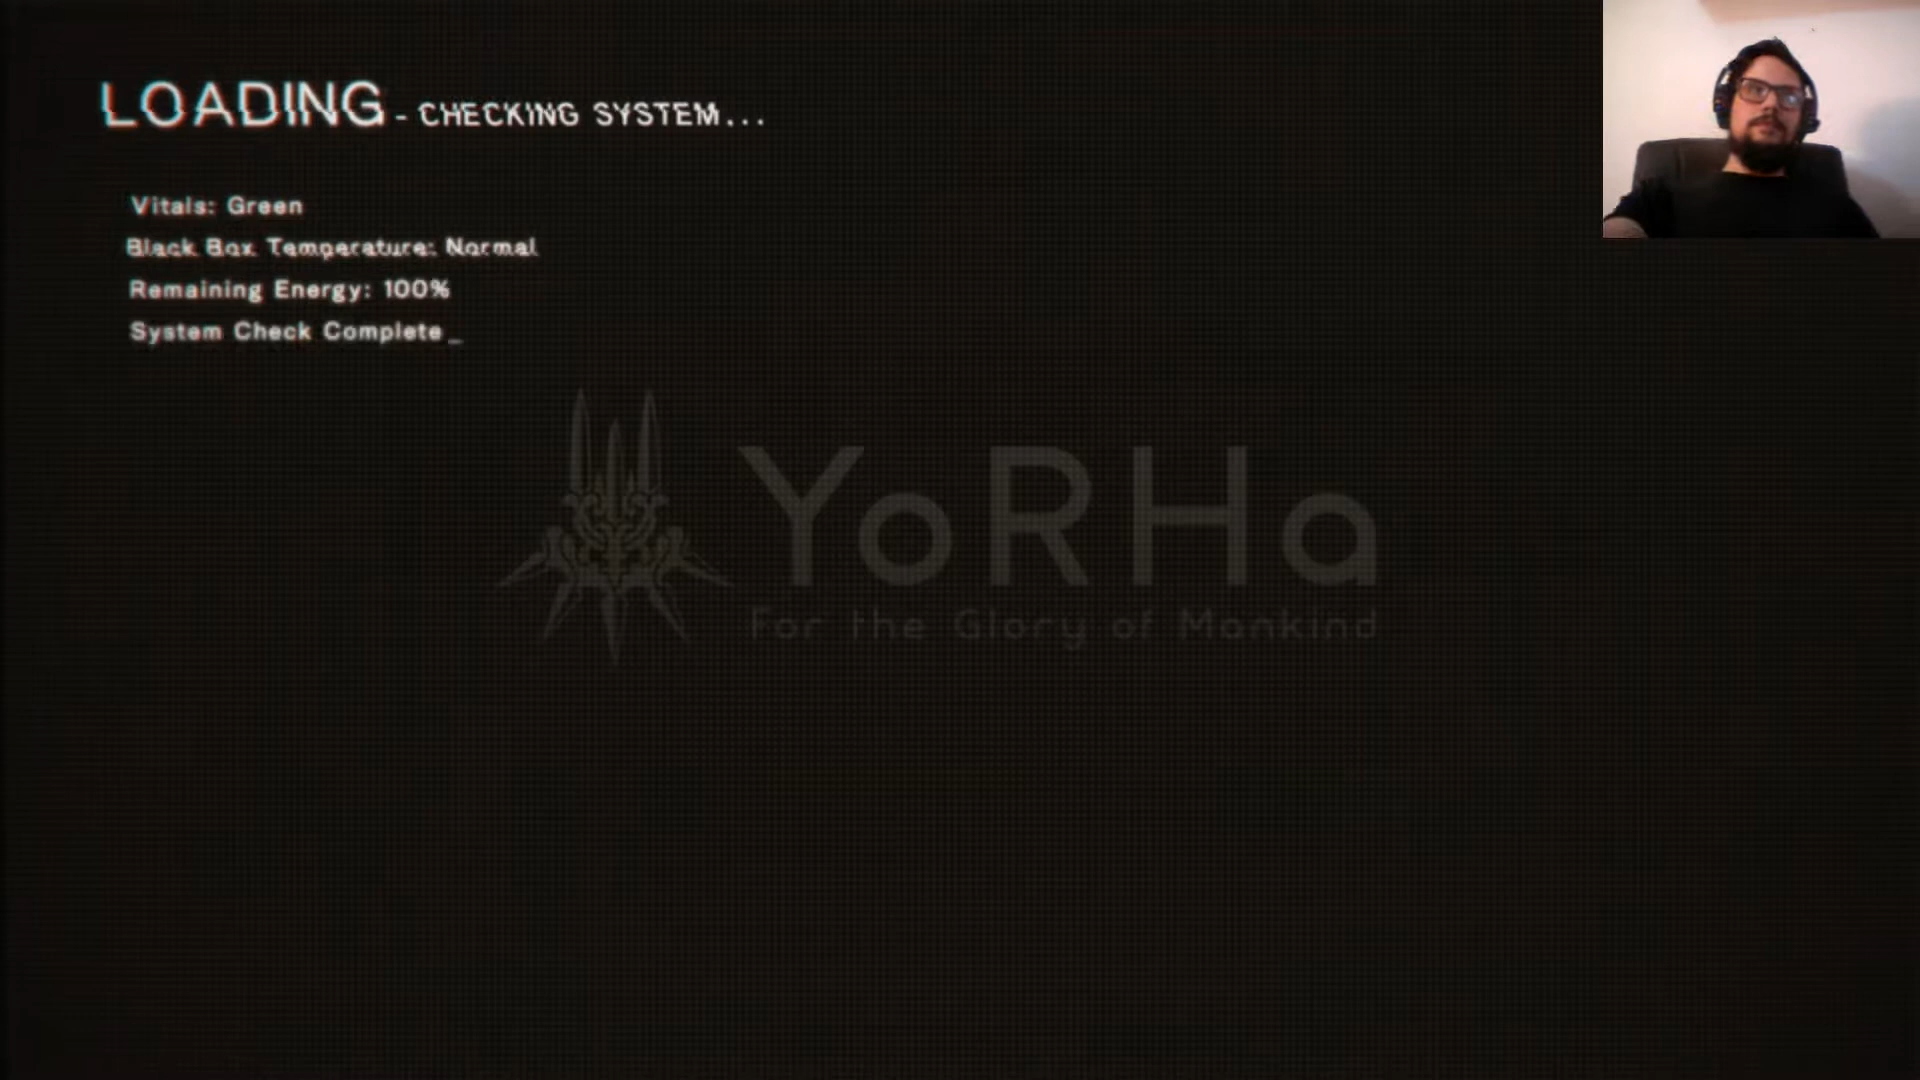 LOADING - CHECKING SYSTEM...
Vitals: Green
Black Box Temperature: Normal
Remaining Energy: 100%
System Check Complete_
YoRHa
For the Glory of Mankind